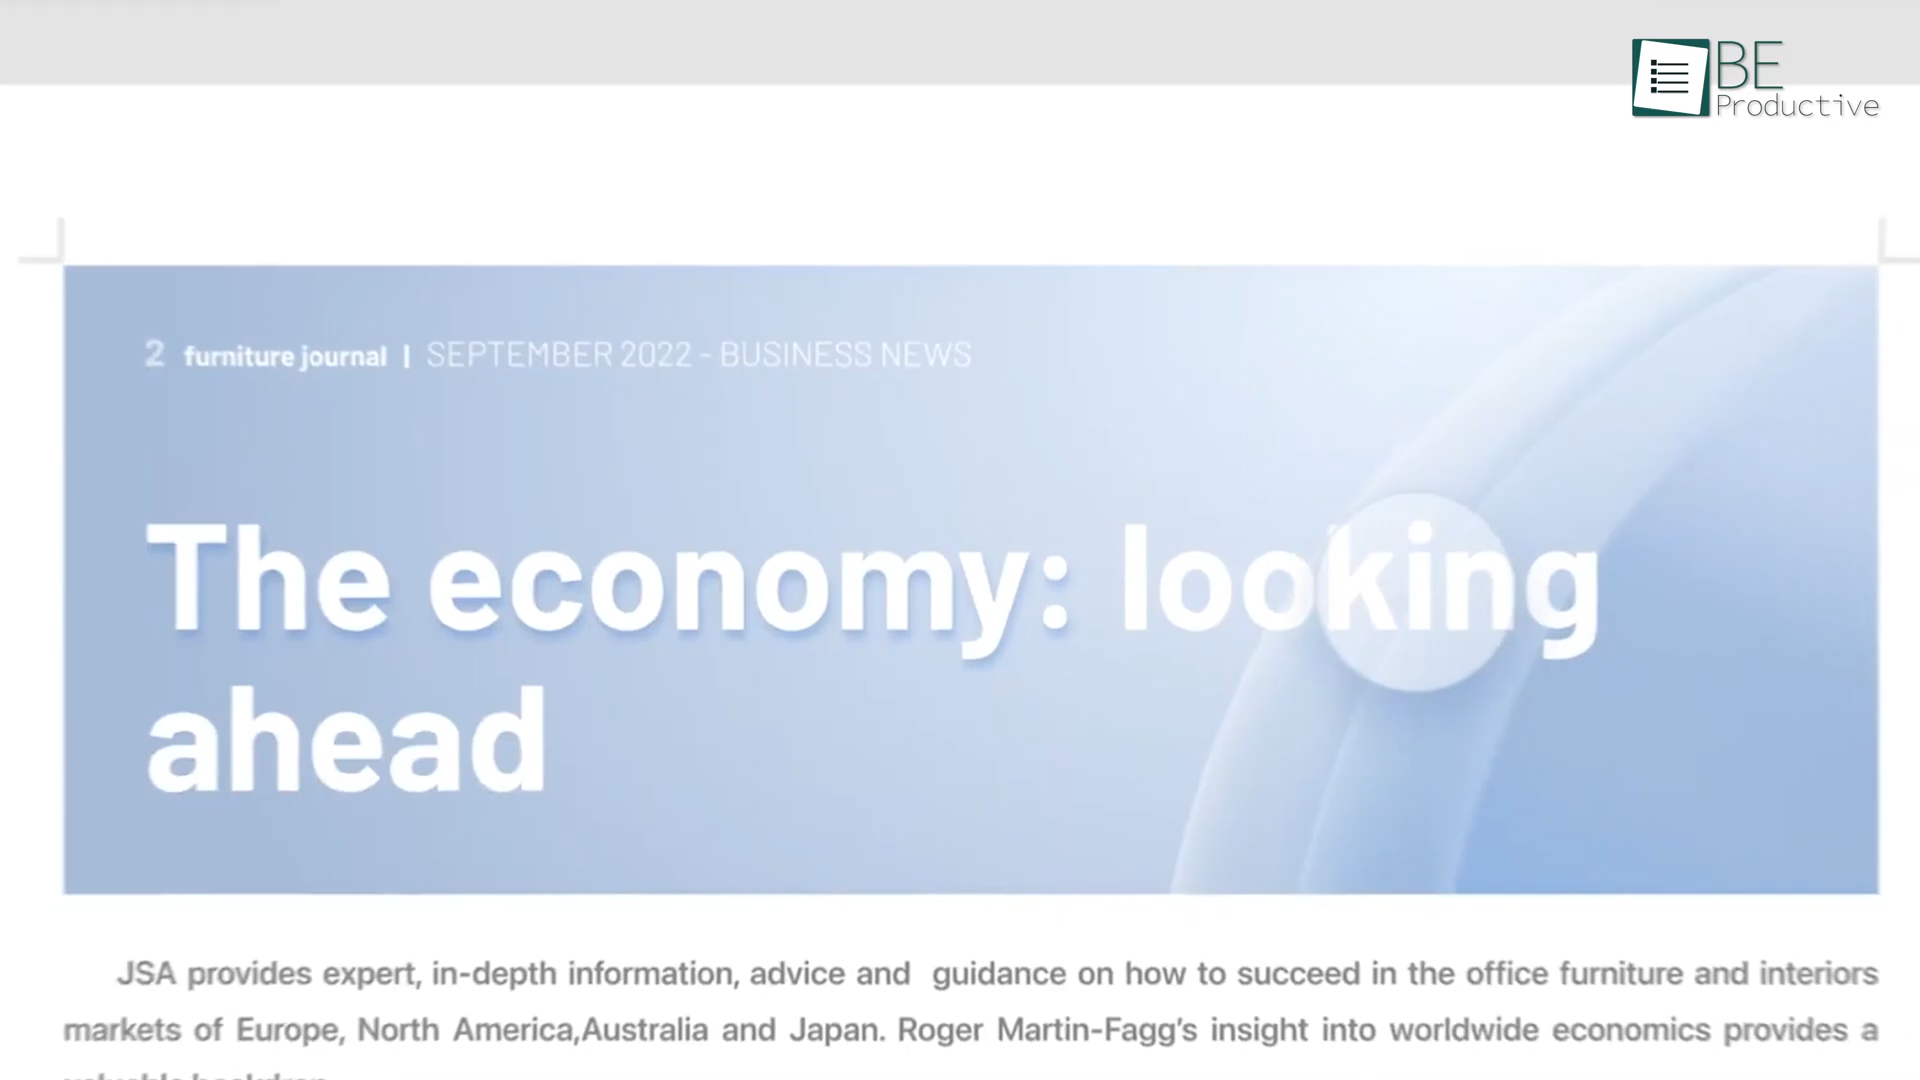 BE
Productive
2 furniture journal | SEPTEMBER 2022 - BUSINESS NEWS
The economy: looking
ahead
JSA provides expert, in-depth information, advice and guidance on how to succeed in the office furniture and interiors
markets of Europe, North America,Australia and Japan. Roger Martin-Fagg’s insight into worldwide economics provides a